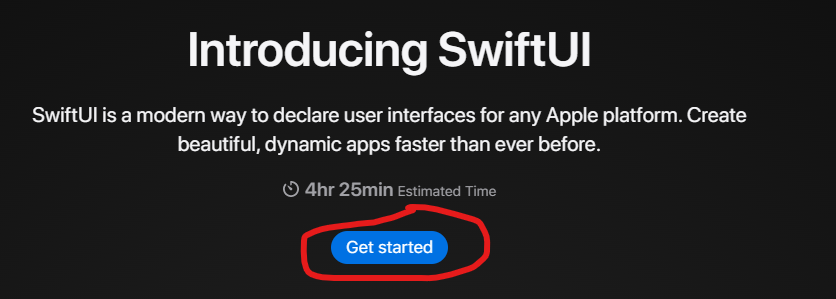 Introducing SwiftUI
SwiftUI is a modern way to declare user interfaces for any Apple platform. Create
beautiful, dynamic apps faster than ever before.
4hr 25min Estimated Time
Get started